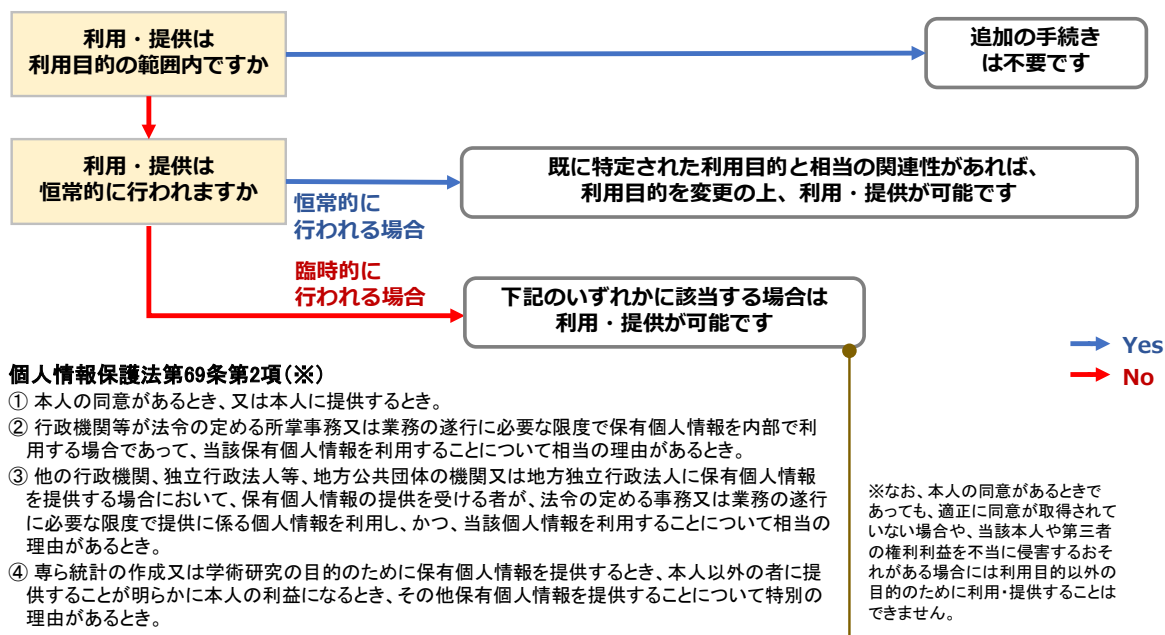 利用・提供は
利用目的の範囲内ですか
追加の手続き
は不要です
利用・提供は
恒常的に行われますか
恒常的に
行われる場合
既に特定された利用目的と相当の関連性があれば、
利用目的を変更の上、利用・提供が可能です
臨時的に
行われる場合
下記のいずれかに該当する場合は
利用・提供が可能です
Yes
No
個人情報保護法第69条第2項(※)
① 本人の同意があるとき、又は本人に提供するとき。
② 行政機関等が法令の定める所掌事務又は業務の遂行に必要な限度で保有個人情報を内部で利
用する場合であって、当該保有個人情報を利用することについて相当の理由があるとき。
③ 他の行政機関、独立行政法人等、地方公共団体の機関又は地方独立行政法人に保有個人情報
を提供する場合において、保有個人情報の提供を受ける者が、法令の定める事務又は業務の遂行
に必要な限度で提供に係る個人情報を利用し、かつ、当該個人情報を利用することについて相当の
理由があるとき。
④ 専ら統計の作成又は学術研究の目的のために保有個人情報を提供するとき、本人以外の者に提
供することが明らかに本人の利益になるとき、その他保有個人情報を提供することについて特別の
理由があるとき。
※なお、本人の同意があるときで
あっても、適正に同意が取得されて
いない場合や、当該本人や第三者
の権利利益を不当に侵害するおそ
れがある場合には利用目的以外の
目的のために利用・提供することは
できません。